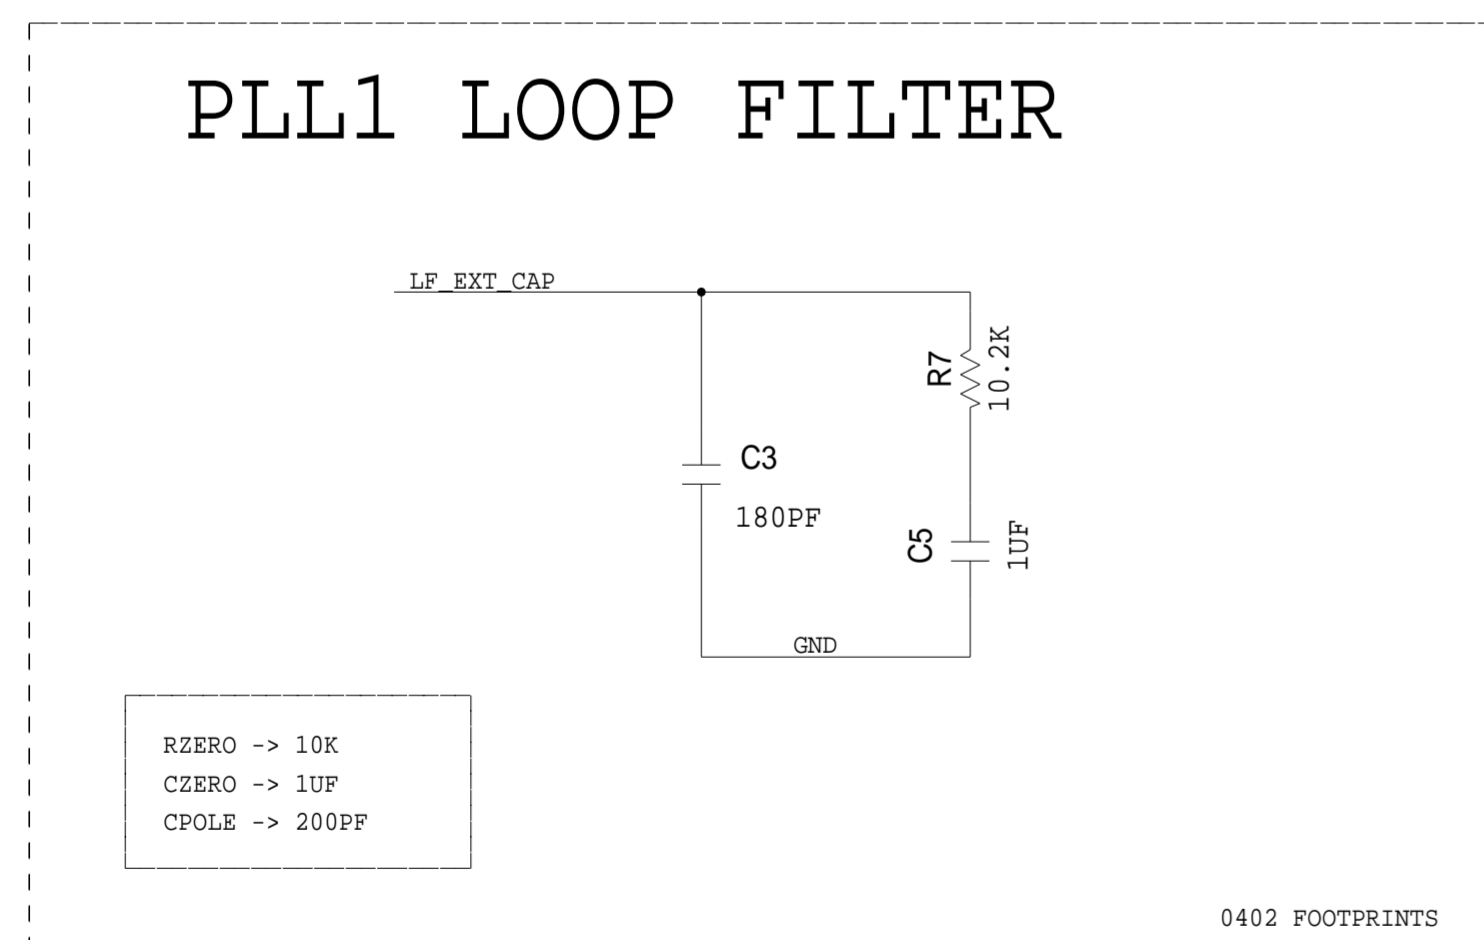 PLL1 LOOP FILTER
LF_EXT_CAP
R7
10.2K
C3
180PF
C5
1UF
GND
RZERO -> 10K
CZERO -> 1UF
CPOLE -> 200PF
0402 FOOTPRINTS